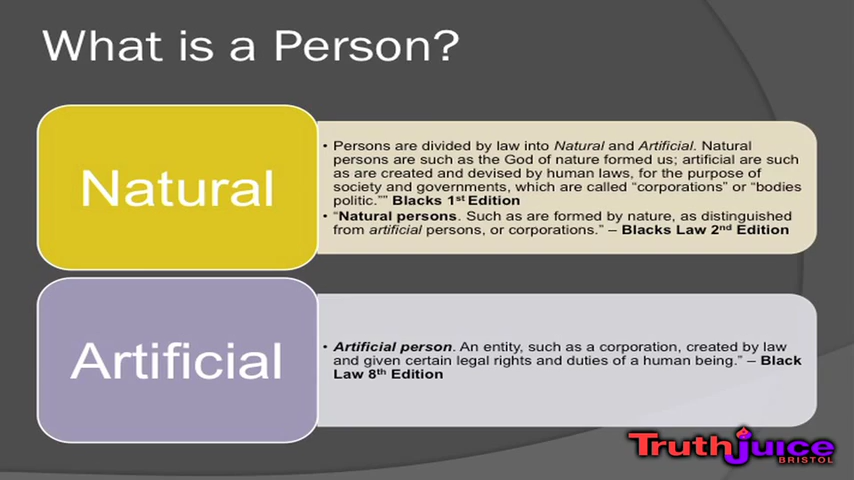 What is a Person?
Natural
• Persons are divided by law into Natural and Artificial. Natural
persons are such as the God of nature formed us; artificial are such
as are created and devised by human laws, for the purpose of
society and governments, which are called “corporations” or “bodies
politic.”” Blacks 1st Edition
• “Natural persons. Such as are formed by nature, as distinguished
from artificial persons, or corporations.” – Blacks Law 2nd Edition
Artificial
• Artificial person. An entity, such as a corporation, created by law
and given certain legal rights and duties of a human being.” – Black
Law 8th Edition
Truthjuice
BRISTOL